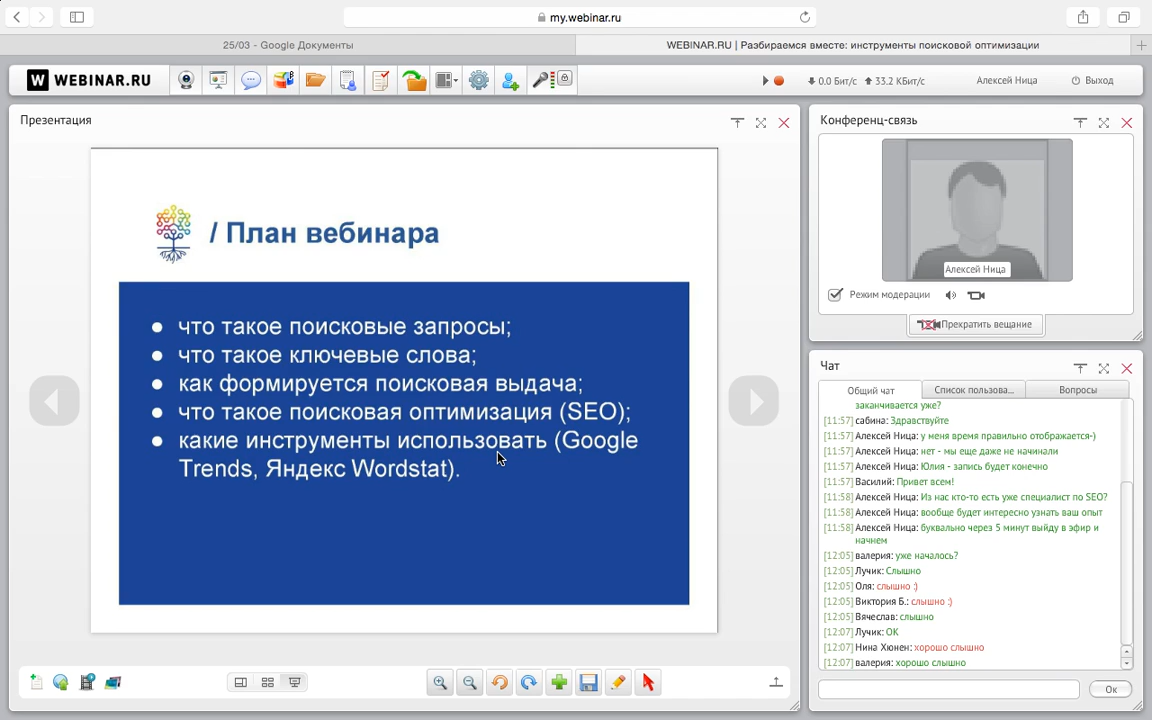 my.webinar.ru
25/03 - Google Документы
WEBINAR.RU | Разбираемся вместе: инструменты поисковой оптимизации
W WEBINAR.RU
0.0 Бит/с 33.2 КБит/с
Алексей Ница
Выход
Презентация
/ План вебинара
что такое поисковые запросы;
что такое ключевые слова;
как формируется поисковая выдача;
что такое поисковая оптимизация (SEO);
какие инструменты использовать (Google
Trends, Яндекс Wordstat).
Конференц-связь
Алексей Ница
Режим модерации
Прекратить вещание
Чат
Общий чат
Список пользова...
Вопросы
заканчивается уже?
[11:57] сабина: Здравствуйте
[11:57] Алексей Ница: у меня время правильно отображается-)
[11:57] Алексей Ница: нет - мы еще даже не начинали
[11:57] Алексей Ница: Юлия - запись будет конечно
[11:57] Василий: Привет всем!
[11:58] Алексей Ница: Из нас кто-то есть уже специалист по SEO?
[11:58] Алексей Ница: вообще будет интересно узнать ваш опыт
[11:58] Алексей Ница: буквально через 5 минут выйду в эфир и
начнем
[12:05] валерия: уже началось?
[12:05] Лучик: Слышно
[12:05] Оля: слышно :)
[12:05] Виктория Б.: слышно :)
[12:05] Вячеслав: слышно
[12:07] Лучик: ОК
[12:07] Нина Хюнен: хорошо слышно
[12:07] валерия: хорошо слышно
Ок